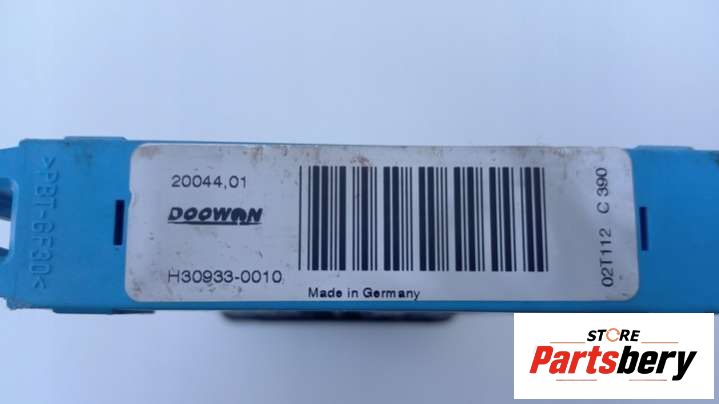 >PBT-GF30<
20044,01
DOOWON
H30933-0010
Made in Germany
02T112 C 390
STORE
Partsbery